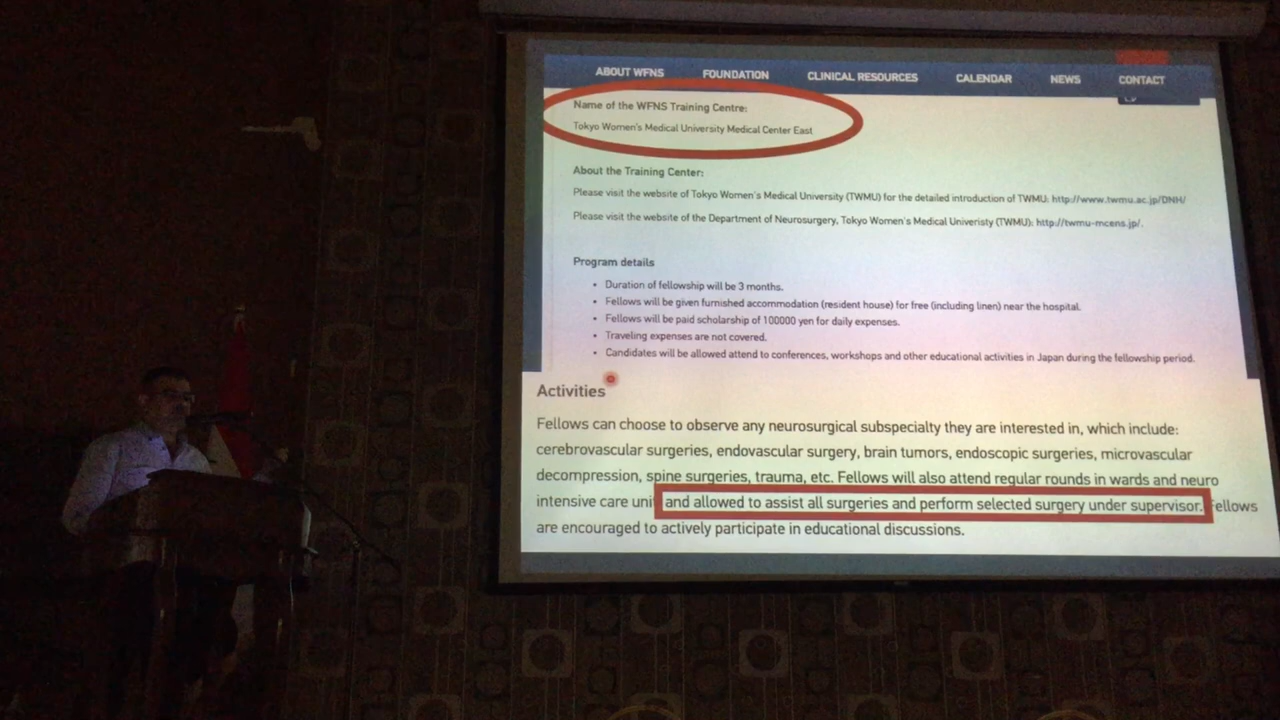 ABOUT WFNS FOUNDATION CLINICAL RESOURCES CALENDAR NEWS CONTACT
Name of the WFNS Training Centre:
Tokyo Women's Medical University Medical Center East
About the Training Center:
Please visit the website of Tokyo Women's Medical University (TWMU) for the detailed introduction of TWMU: http://www.twmu.ac.jp/DNH/
Please visit the website of the Department of Neurosurgery, Tokyo Women's Medical Univeristy (TWMU): http://twmu-mcens.jp/.
Program details
• Duration of fellowship will be 3 months.
• Fellows will be given furnished accommodation (resident house) for free (including linen) near the hospital.
• Fellows will be paid scholarship of 100000 yen for daily expenses.
• Traveling expenses are not covered.
• Candidates will be allowed attend to conferences, workshops and other educational activities in Japan during the fellowship period.
Activities
Fellows can choose to observe any neurosurgical subspecialty they are interested in, which include:
cerebrovascular surgeries, endovascular surgery, brain tumors, endoscopic surgeries, microvascular
decompression, spine surgeries, trauma, etc. Fellows will also attend regular rounds in wards and neuro
intensive care uni and allowed to assist all surgeries and perform selected surgery under supervisor. Fellows
are encouraged to actively participate in educational discussions.